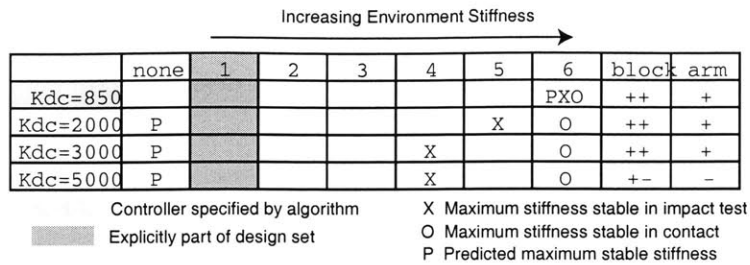 Increasing Environment Stiffness
none 1 2 3 4 5 6 block arm
Kdc=850 PXO ++ +
Kdc=2000 P X O ++ +
Kdc=3000 P X O ++ +
Kdc=5000 P X O +- -
Controller specified by algorithm X Maximum stiffness stable in impact test
Explicitly part of design set O Maximum stiffness stable in contact
P Predicted maximum stable stiffness